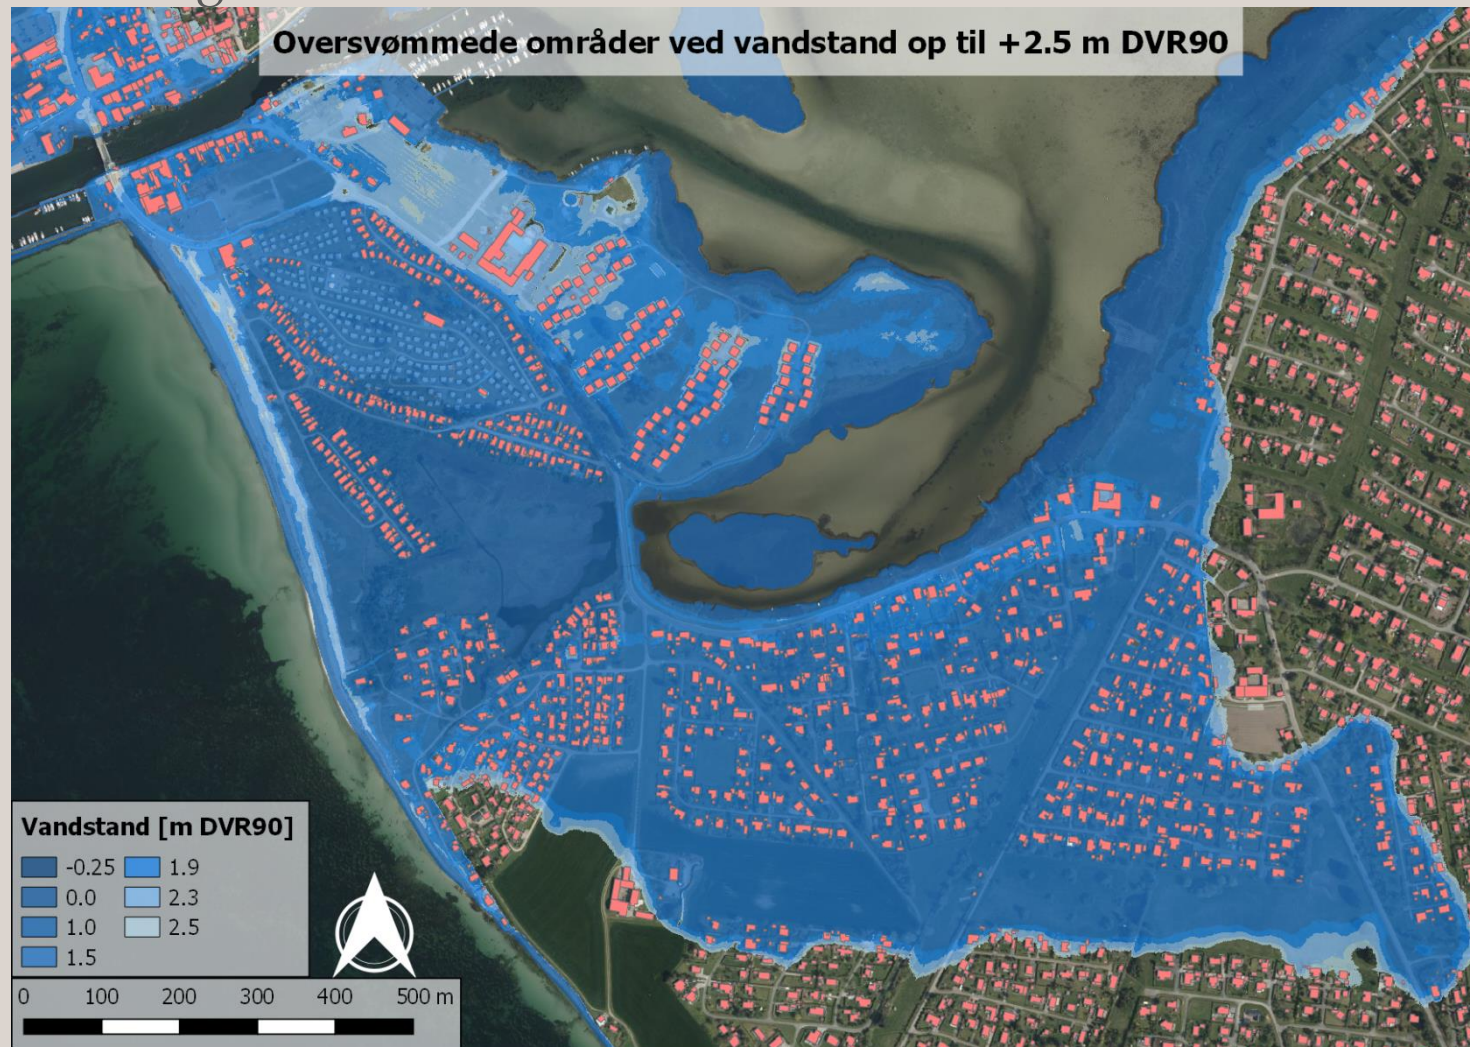 Oversvømmede områder ved vandstand op til +2.5 m DVR90
Vandstand [m DVR90]
-0.25 1.9
0.0 2.3
1.0 2.5
1.5
0 100 200 300 400 500 m